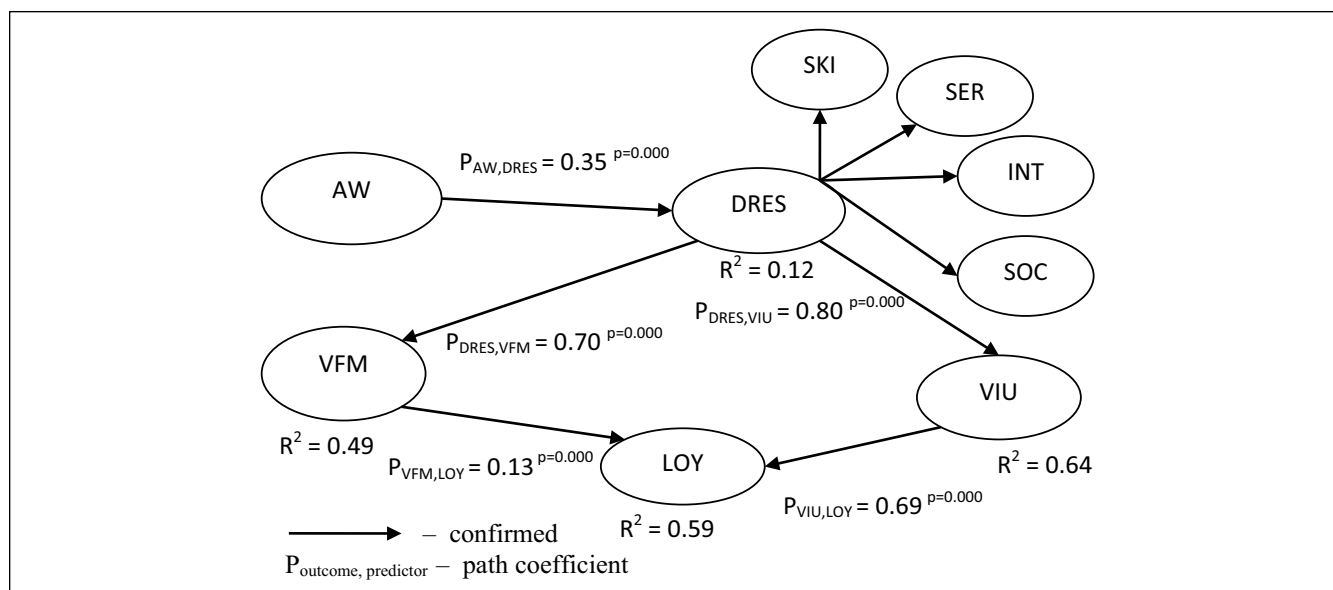 SKI
SER
P_AW,DRES = 0.35 p=0.000
INT
AW
DRES
SOC
R² = 0.12
P_DRES,VIU = 0.80 p=0.000
P_DRES,VFM = 0.70 p=0.000
VFM
VIU
R² = 0.49
P_VFM,LOY = 0.13 p=0.000
LOY
R² = 0.64
P_VIU,LOY = 0.69 p=0.000
R² = 0.59
– confirmed
P_outcome, predictor – path coefficient